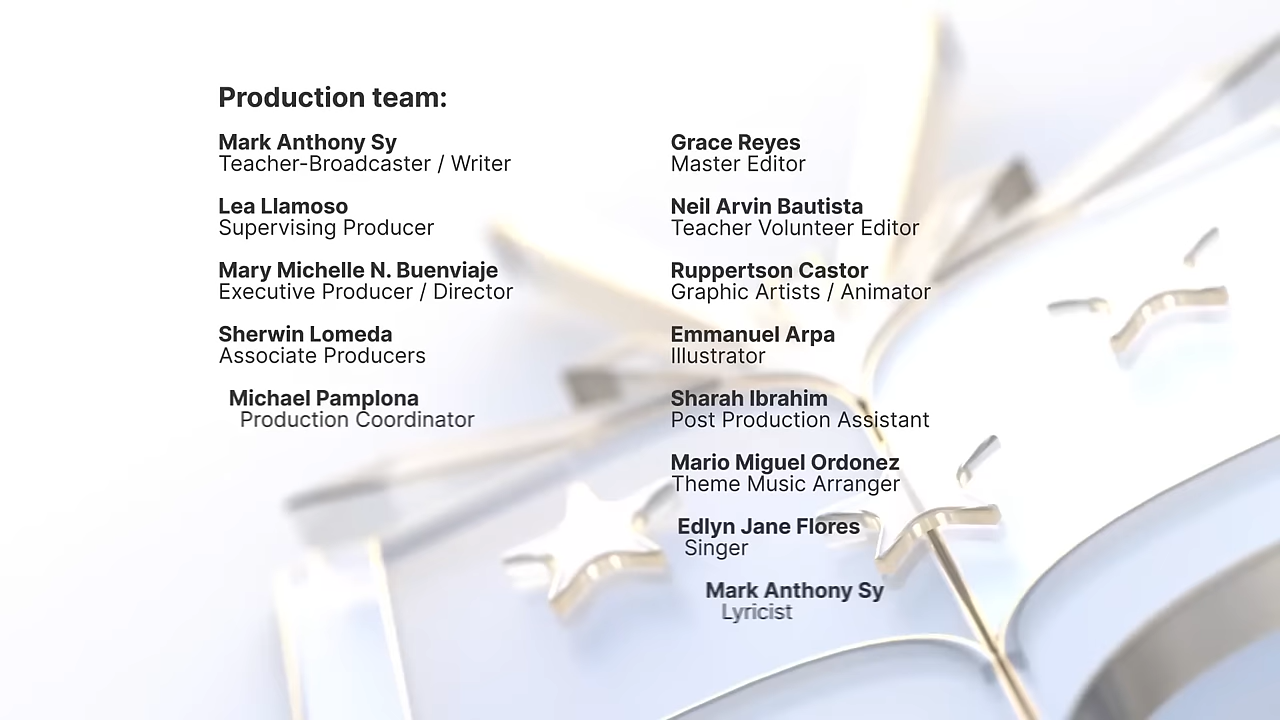 Production team:
Mark Anthony Sy
Teacher-Broadcaster / Writer
Lea Llamoso
Supervising Producer
Mary Michelle N. Buenviaje
Executive Producer / Director
Sherwin Lomeda
Associate Producers
Michael Pamplona
Production Coordinator
Grace Reyes
Master Editor
Neil Arvin Bautista
Teacher Volunteer Editor
Ruppertson Castor
Graphic Artists / Animator
Emmanuel Arpa
Illustrator
Sharah Ibrahim
Post Production Assistant
Mario Miguel Ordonez
Theme Music Arranger
Edlyn Jane Flores
Singer
Mark Anthony Sy
Lyricist